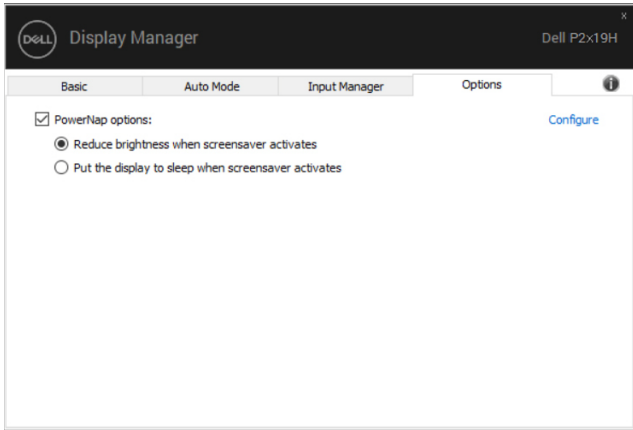 x
DELL Display Manager Dell P2x19H
Basic Auto Mode Input Manager Options i
PowerNap options: Configure
Reduce brightness when screensaver activates
Put the display to sleep when screensaver activates